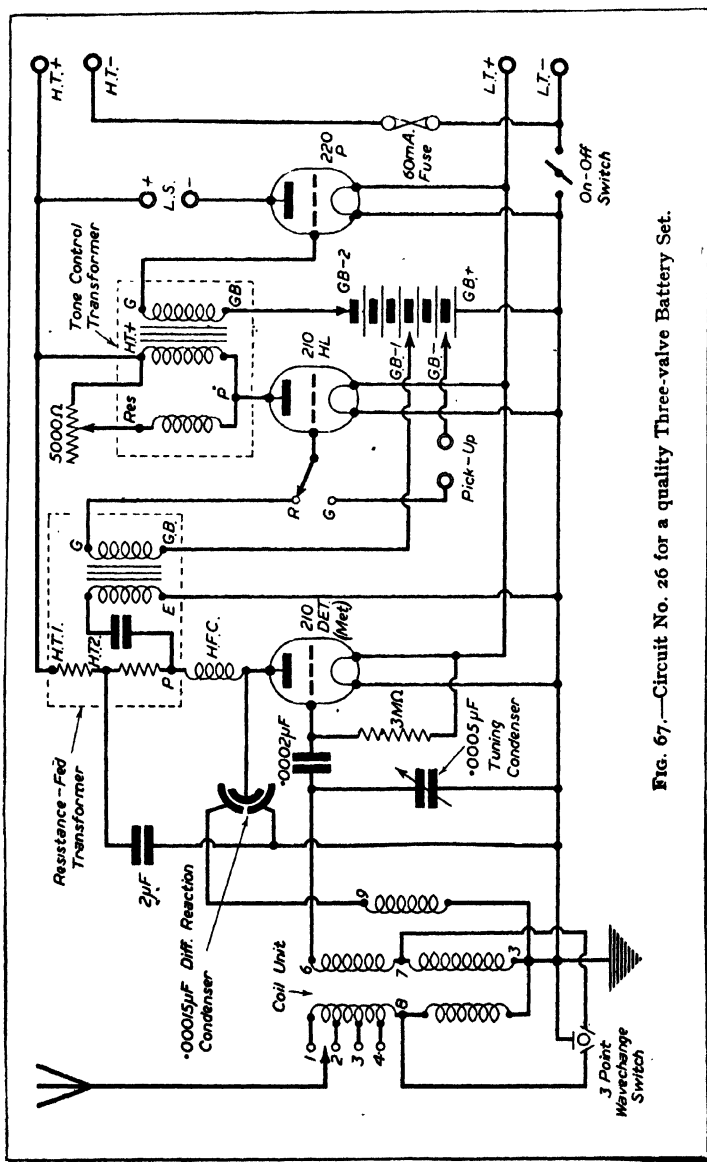 H.T.+
H.T.-
L.T.+
L.T.-
60mA.
Fuse
On-Off
Switch
220
P
+
L.S.
-
Tone Control
Transformer
G
GB
H.T.+
P
Res
5000Ω
210
HL
GB-2
GB-1
GB-
GB+
R
G
Pick-Up
Resistance-Fed
Transformer
H.T.1.
H.T.2.
P
G
G.B.
E
H.F.C.
210
DET.
(Met)
2µF
·0002µF
3MΩ
·0005µF
Tuning
Condenser
·00015µF Diff. Reaction
Condenser
Coil Unit
1
2
3
4
6
7
8
9
3
3 Point
Wavechange
Switch
FIG. 67.—Circuit No. 26 for a quality Three-valve Battery Set.